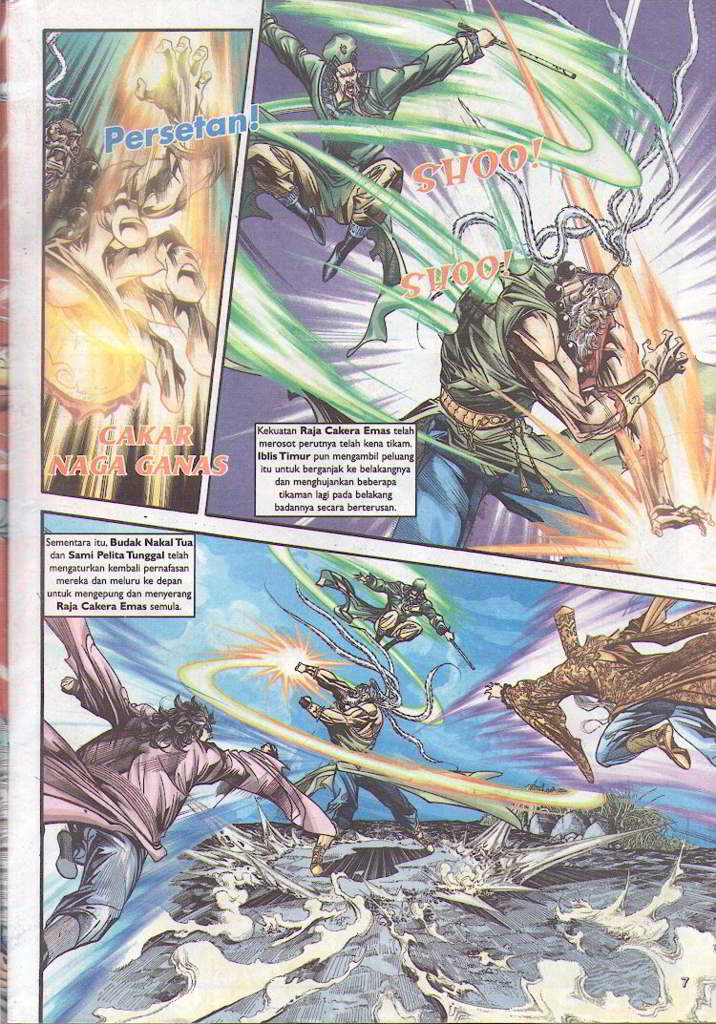 Persetan!
CAKAR
NAGA GANAS
OOHS!
OOHS!
Kekuatan Raja Cakera Emas telah
merosot perutnya telah kena tikam.
Iblis Timur pun mengambil peluang
itu untuk berganjak ke belakangnya
dan menghujankan beberapa
tikaman lagi pada belakang
badannya secara berterusan.
Sementara itu, Budak Nakal Tua
dan Sami Pelita Tunggal telah
mengaturkan kembali pernafasan
mereka dan meluru ke depan
untuk mengepung dan menyerang
Raja Cakera Emas semula.
7